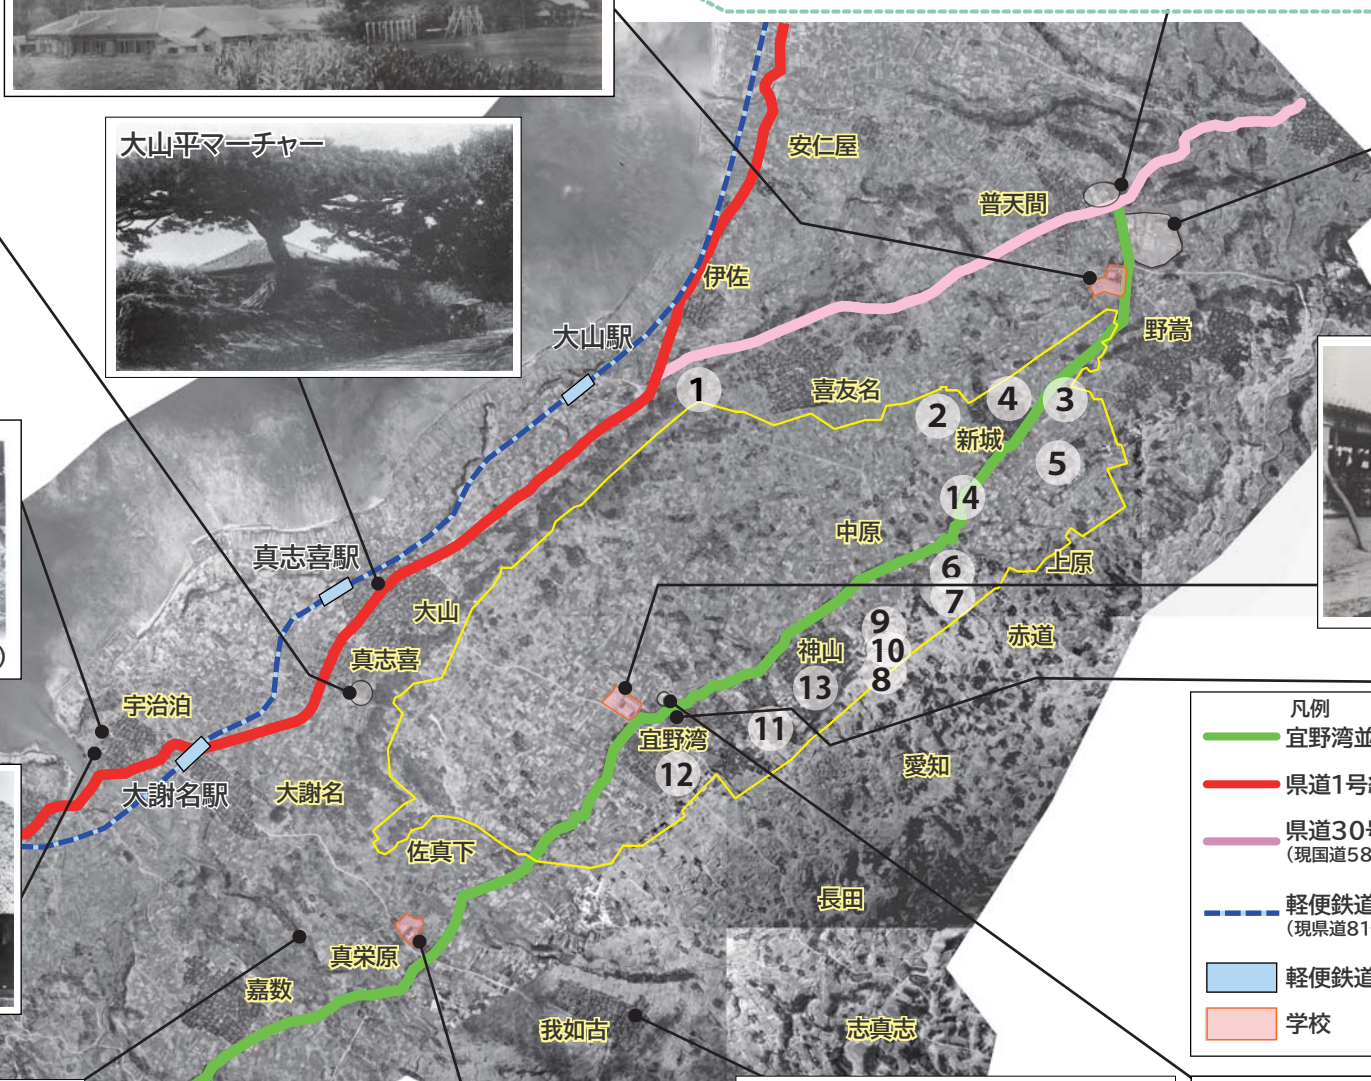 大山平マーチャー
安仁屋
普天間
伊佐
大山駅
野嵩
喜友名
1
2
4
3
新城
5
14
中原
真志喜駅
上原
6
7
大山
赤道
9
神山
10
真志喜
8
13
宇治泊
11
宜野湾
12
愛知
大謝名駅
大謝名
佐真下
長田
真栄原
嘉数
我如古
志真志
)
凡例
宜野湾並
県道1号
県道30号
(現国道58
軽便鉄道
(現県道81
軽便鉄道
学校